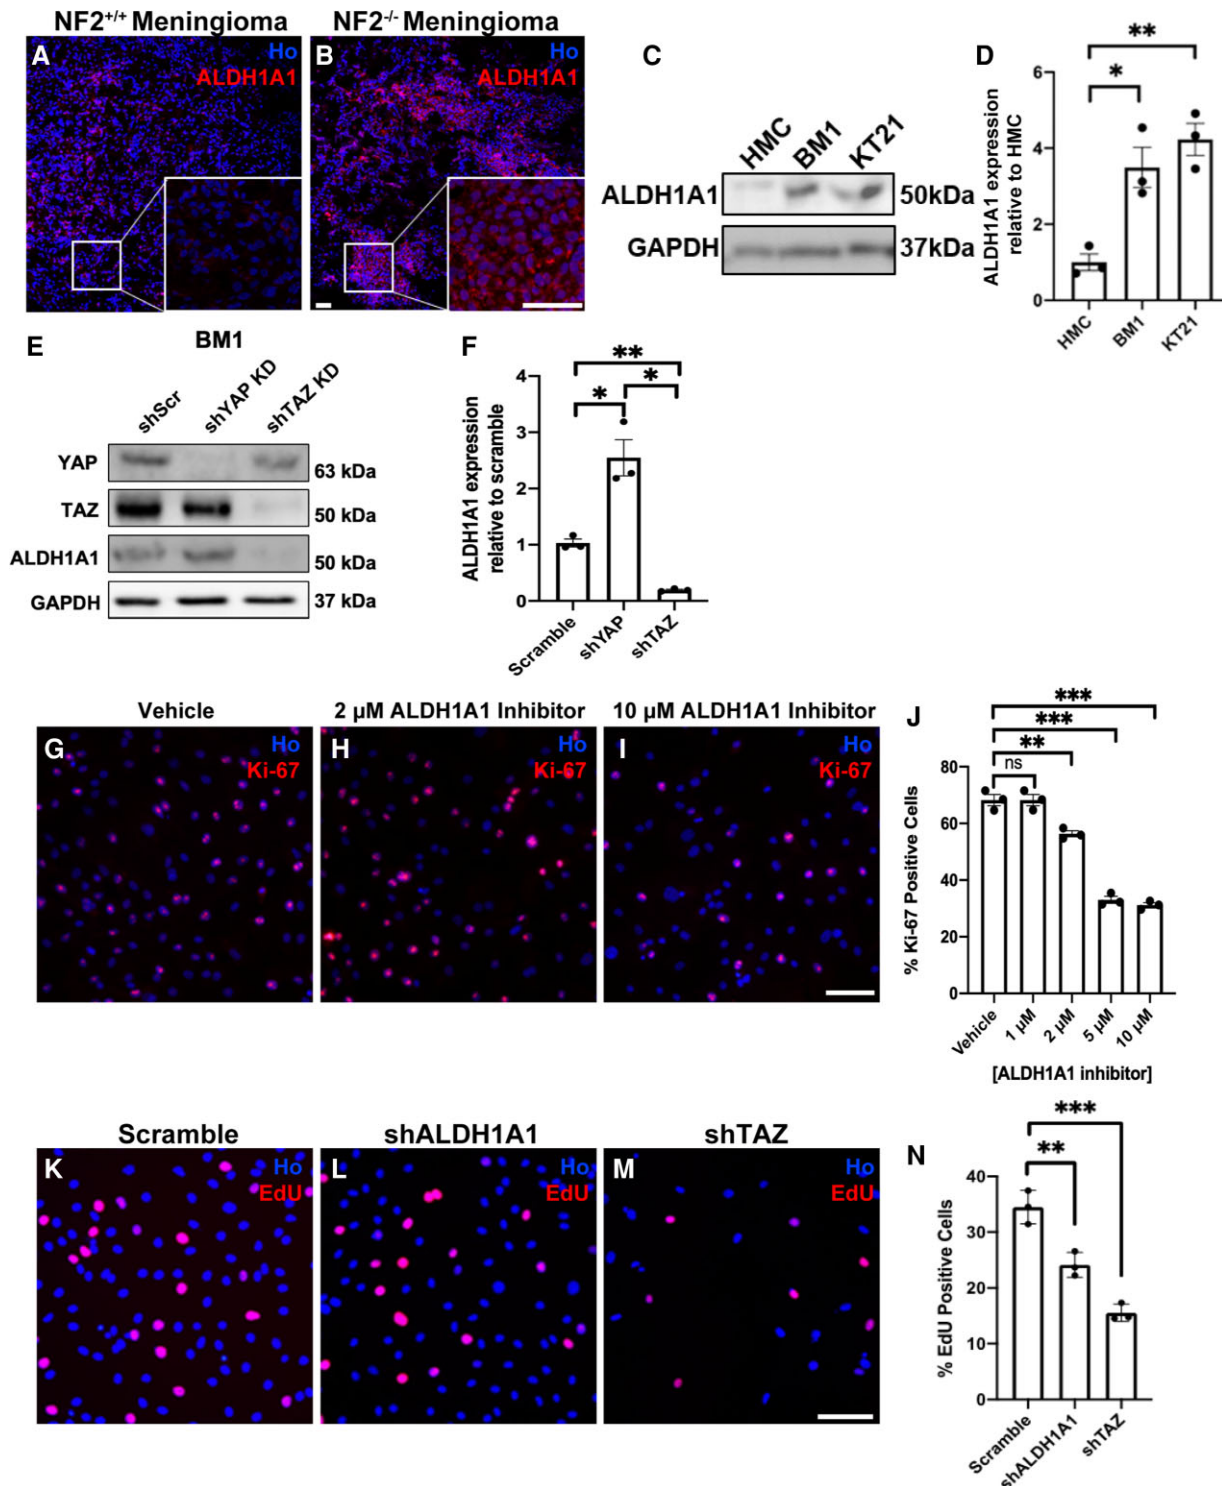 NF2+/+ Meningioma
NF2-/- Meningioma
A
Ho
ALDH1A1
B
Ho
ALDH1A1
C
HMC
BM1
KT21
ALDH1A1
50kDa
GAPDH
37kDa
D
**
*
ALDH1A1 expression
relative to HMC
6
4
2
0
HMC
BM1
KT21
E
BM1
shScr
shYAP KD
shTAZ KD
YAP
63 kDa
TAZ
50 kDa
ALDH1A1
50 kDa
GAPDH
37 kDa
F
**
*
*
ALDH1A1 expression
relative to scramble
4
3
2
1
0
Scramble
shYAP
shTAZ
Vehicle
2 µM ALDH1A1 Inhibitor
10 µM ALDH1A1 Inhibitor
G
Ho
Ki-67
H
Ho
Ki-67
I
Ho
Ki-67
J
***
***
**
ns
% Ki-67 Positive Cells
80
60
40
20
0
Vehicle
1 µM
2 µM
5 µM
10 µM
[ALDH1A1 inhibitor]
Scramble
shALDH1A1
shTAZ
K
Ho
EdU
L
Ho
EdU
M
Ho
EdU
N
***
**
% EdU Positive Cells
40
30
20
10
0
Scramble
shALDH1A1
shTAZ